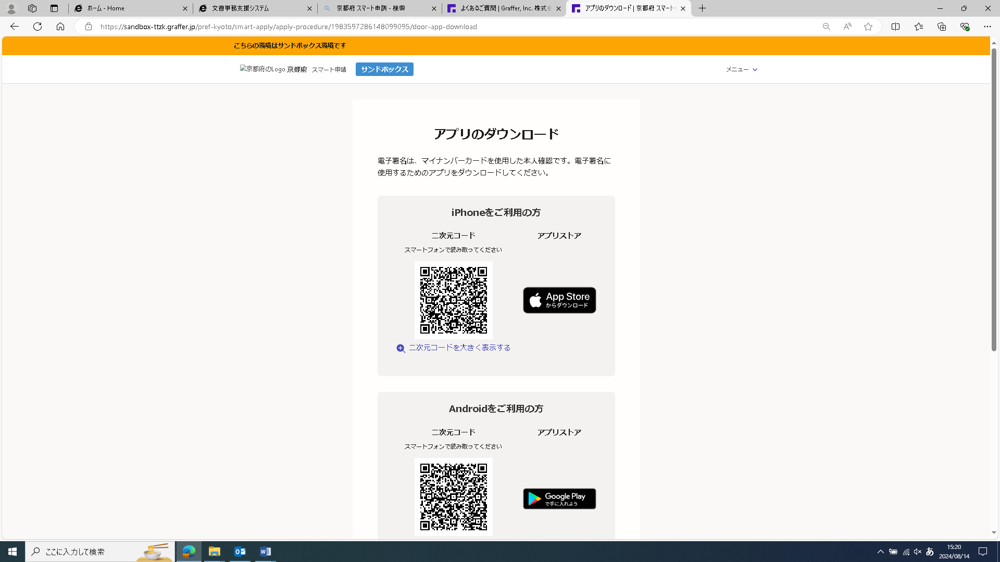 ホーム - Home
文書事務支援システム
京都府 スマート申請 - 検索
よくあるご質問 | Graffer, Inc. 株式会
アプリのダウンロード | 京都府 スマート
https://sandbox-ttzk.graffer.jp/pref-kyoto/smart-apply/apply-procedure/1983597286148099095/door-app-download
こちらの環境はサンドボックス環境です
京都府のLogo 京都府 スマート申請 サンドボックス
メニュー
アプリのダウンロード
電子署名は、マイナンバーカードを使用した本人確認です。電子署名に
使用するためのアプリをダウンロードしてください。
iPhoneをご利用の方
二次元コード
アプリストア
スマートフォンで読み取ってください
App Store
からダウンロード
二次元コードを大きく表示する
Androidをご利用の方
二次元コード
アプリストア
スマートフォンで読み取ってください
Google Play
で手に入れよう
ここに入力して検索
あ
15:20
2024/08/14